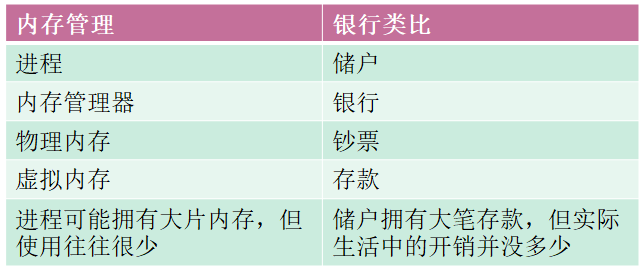 内存管理 银行类比
进程 储户
内存管理器 银行
物理内存 钞票
虚拟内存 存款
进程可能拥有大片内存，但 储户拥有大笔存款，但实际
使用往往很少 生活中的开销并没多少